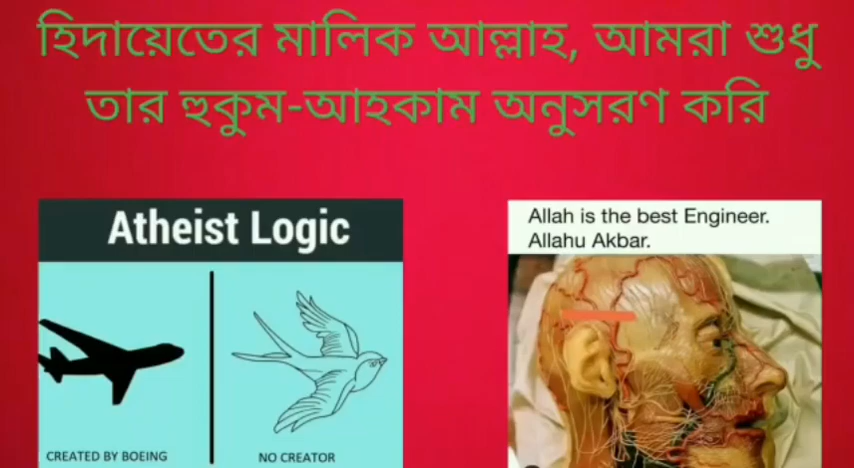 হিদায়েতের মালিক আল্লাহ, আমরা শুধু
তার হুকুম-আহকাম অনুসরণ করি
Atheist Logic
CREATED BY BOEING
NO CREATOR
Allah is the best Engineer.
Allahu Akbar.